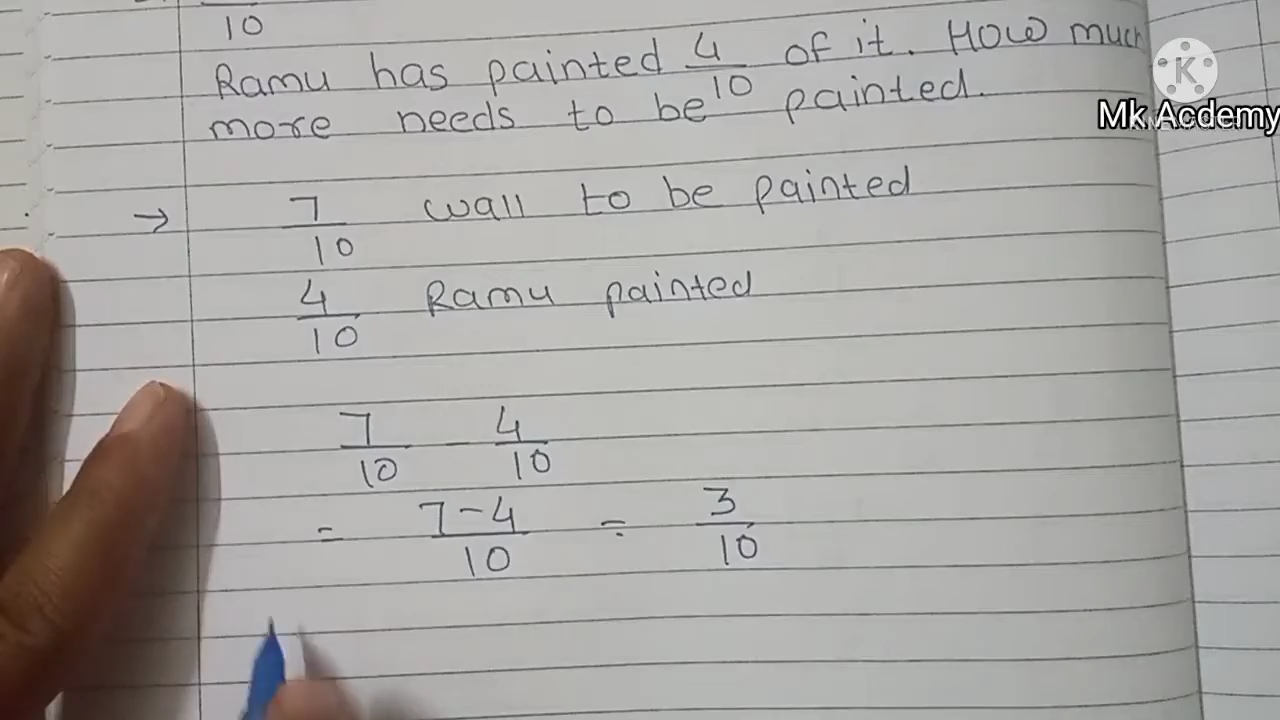 10
Ramu has painted 4/10 of it. How much
more needs to be painted.
→ 7/10 wall to be painted
4/10 Ramu painted
7/10 - 4/10
= 7-4/10 = 3/10
K
Mk Acdemy